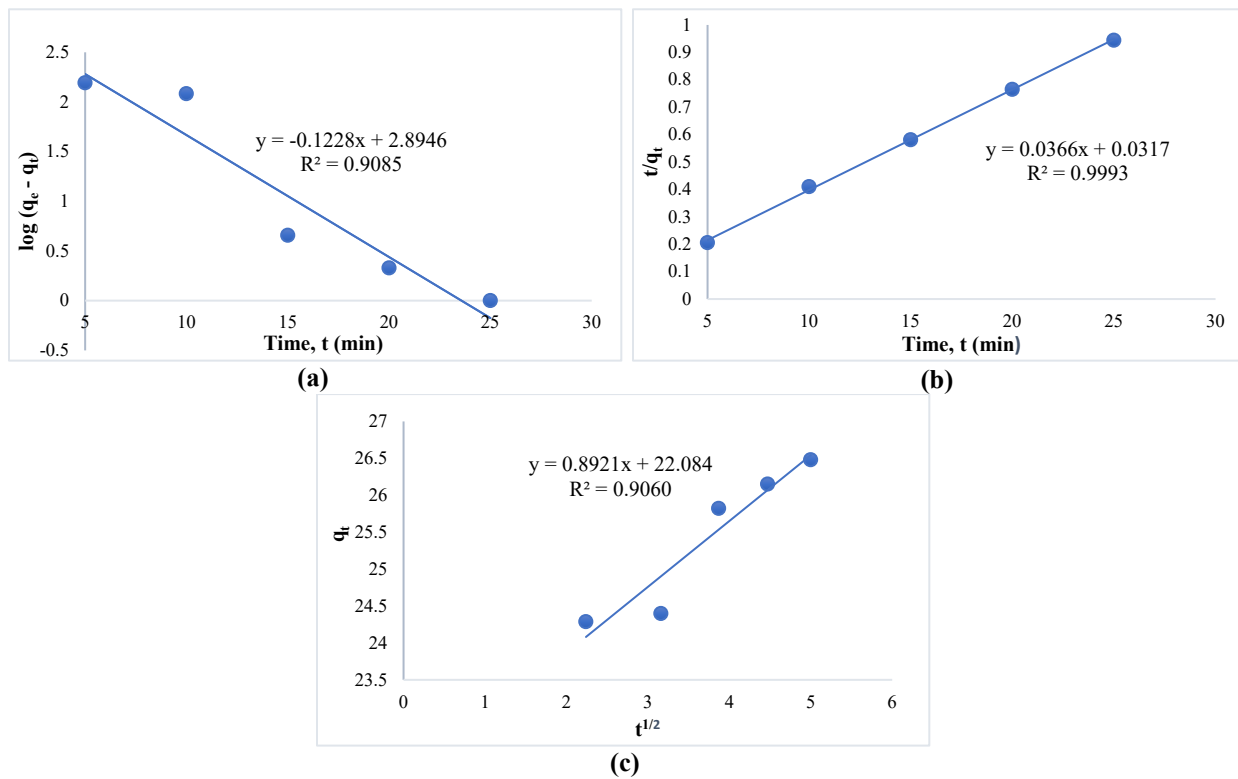 2.5
2
1.5
1
0.5
0
-0.5
log (qe - qt)
y = -0.1228x + 2.8946
R² = 0.9085
5 10 15 20 25 30
Time, t (min)
(a)
1
0.9
0.8
0.7
0.6
0.5
0.4
0.3
0.2
0.1
0
t/qt
y = 0.0366x + 0.0317
R² = 0.9993
5 10 15 20 25 30
Time, t (min)
(b)
27
26.5
26
25.5
25
24.5
24
23.5
qt
y = 0.8921x + 22.084
R² = 0.9060
0 1 2 3 4 5 6
t1/2
(c)